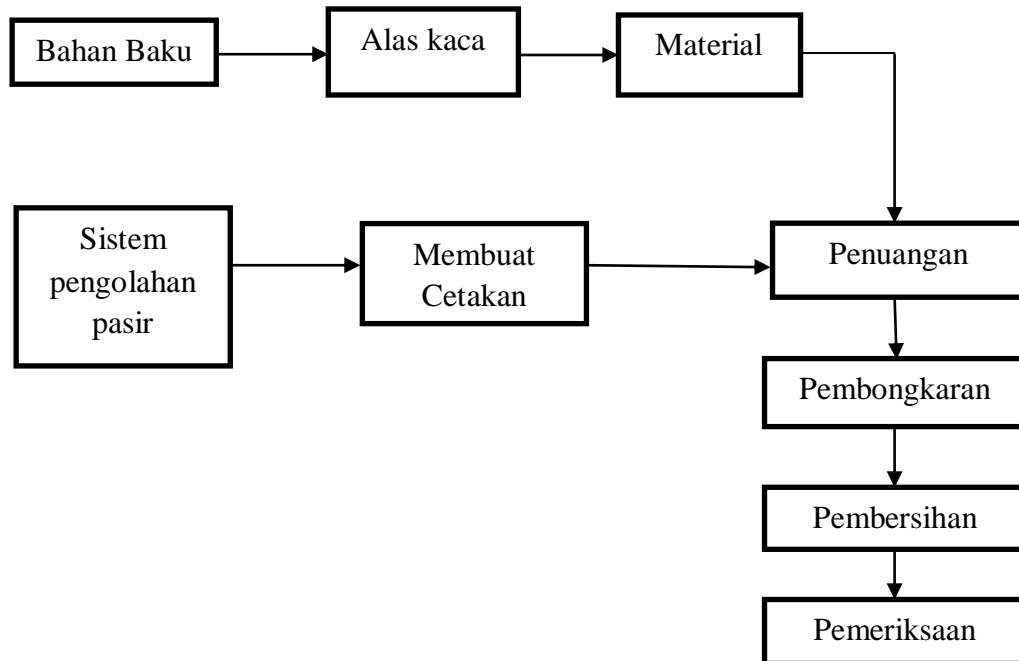 Bahan Baku
Alas kaca
Material
Sistem
pengolahan
pasir
Membuat
Cetakan
Penuangan
Pembongkaran
Pembersihan
Pemeriksaan